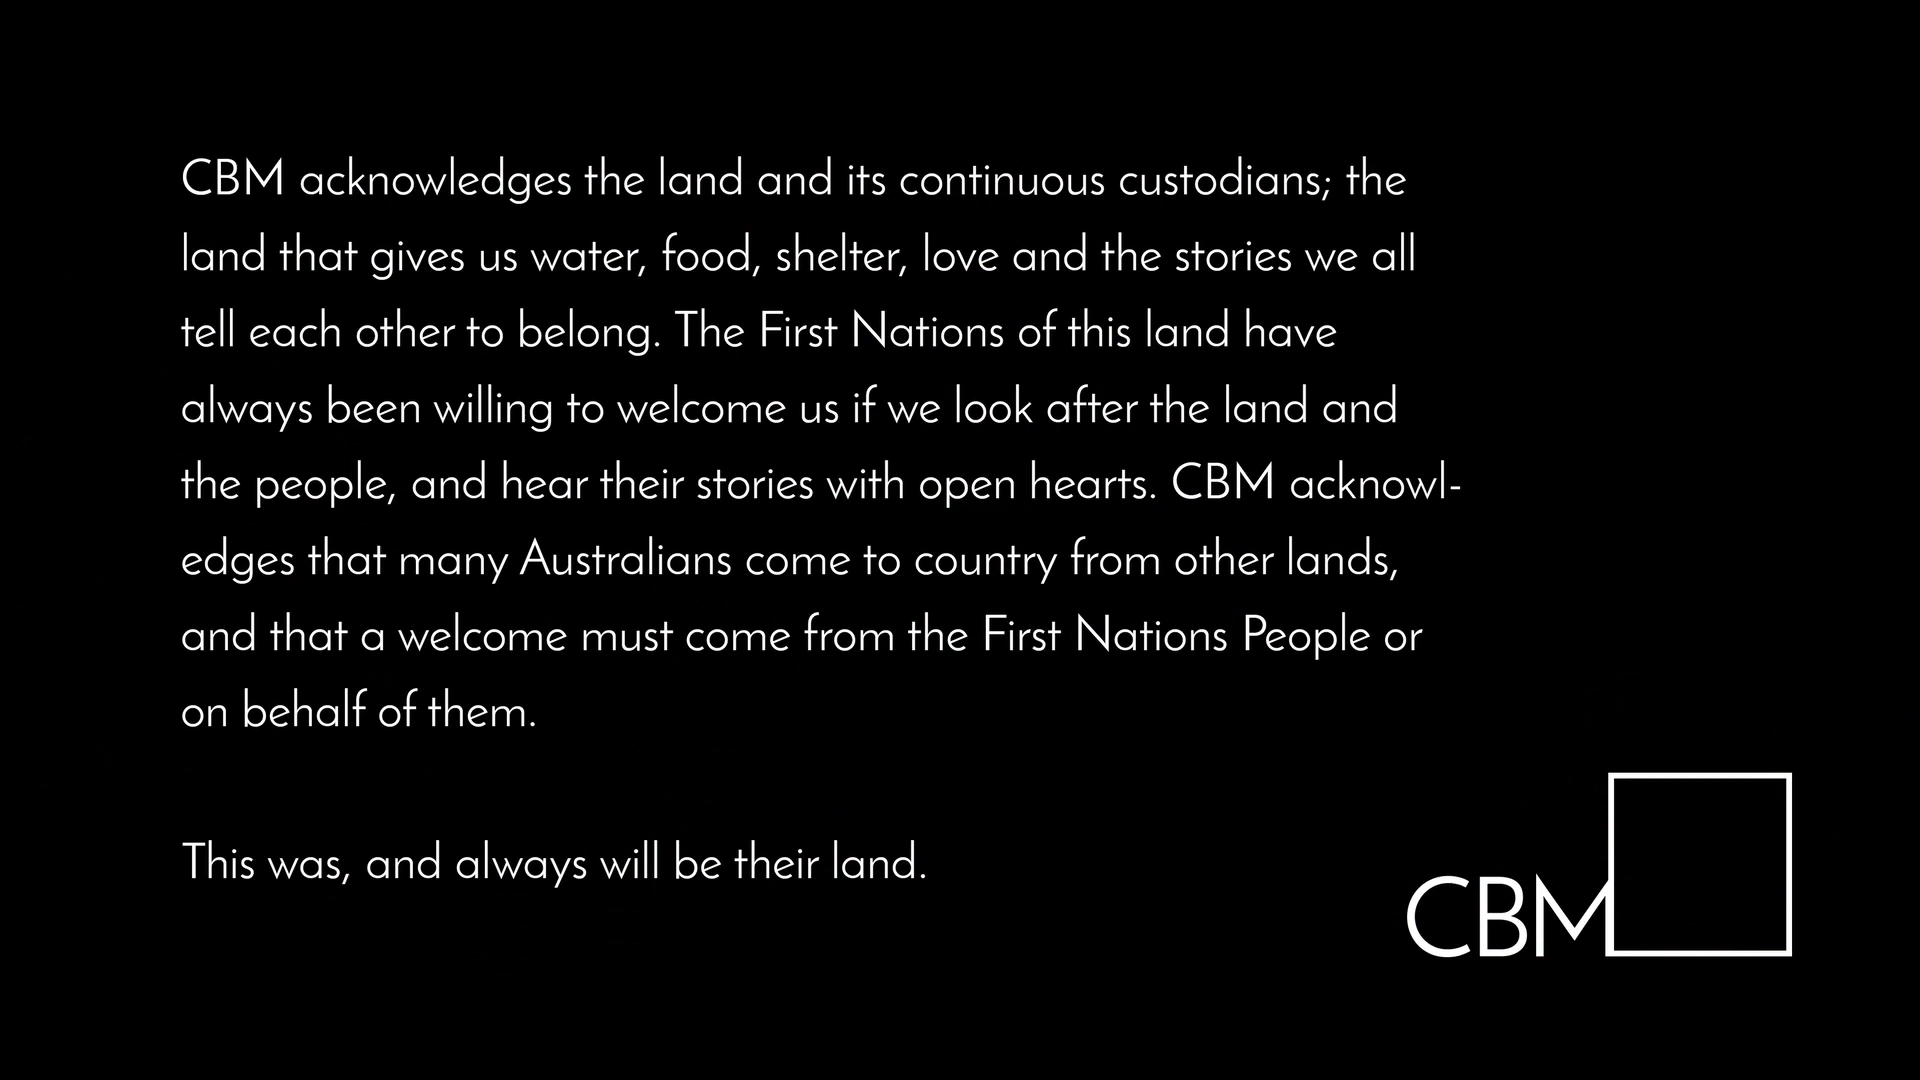 CBM acknowledges the land and its continuous custodians; the
land that gives us water, food, shelter, love and the stories we all
tell each other to belong. The First Nations of this land have
always been willing to welcome us if we look after the land and
the people, and hear their stories with open hearts. CBM acknowl-
edges that many Australians come to country from other lands,
and that a welcome must come from the First Nations People or
on behalf of them.
This was, and always will be their land.
CBM